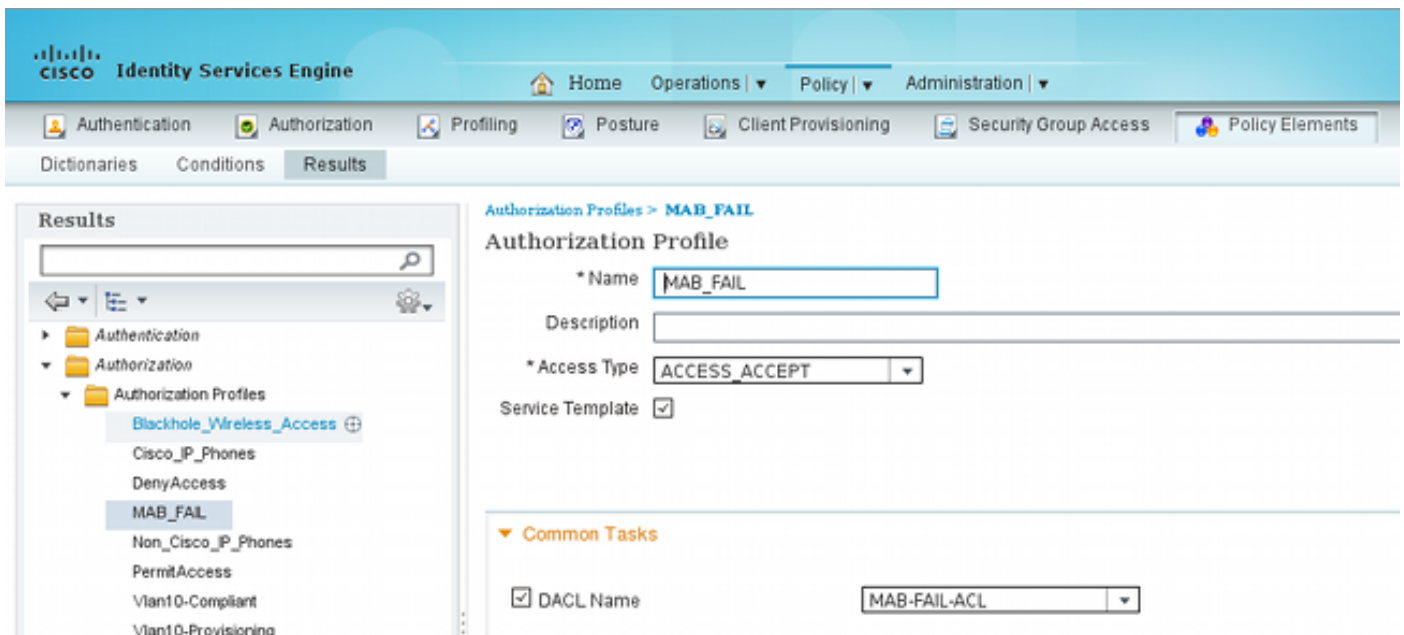 CISCO Identity Services Engine
Home Operations | Policy | Administration |
Authentication Authorization Profiling Posture Client Provisioning Security Group Access Policy Elements
Dictionaries Conditions Results
Results
Authentication
Authorization
Authorization Profiles
Blackhole_Wireless_Access
Cisco_IP_Phones
DenyAccess
MAB_FAIL
Non_Cisco_IP_Phones
PermitAccess
Vlan10-Compliant
Vlan10-Provisioning
Authorization Profiles > MAB_FAIL
Authorization Profile
* Name MAB_FAIL
Description
* Access Type ACCESS_ACCEPT
Service Template
Common Tasks
DACL Name MAB-FAIL-ACL